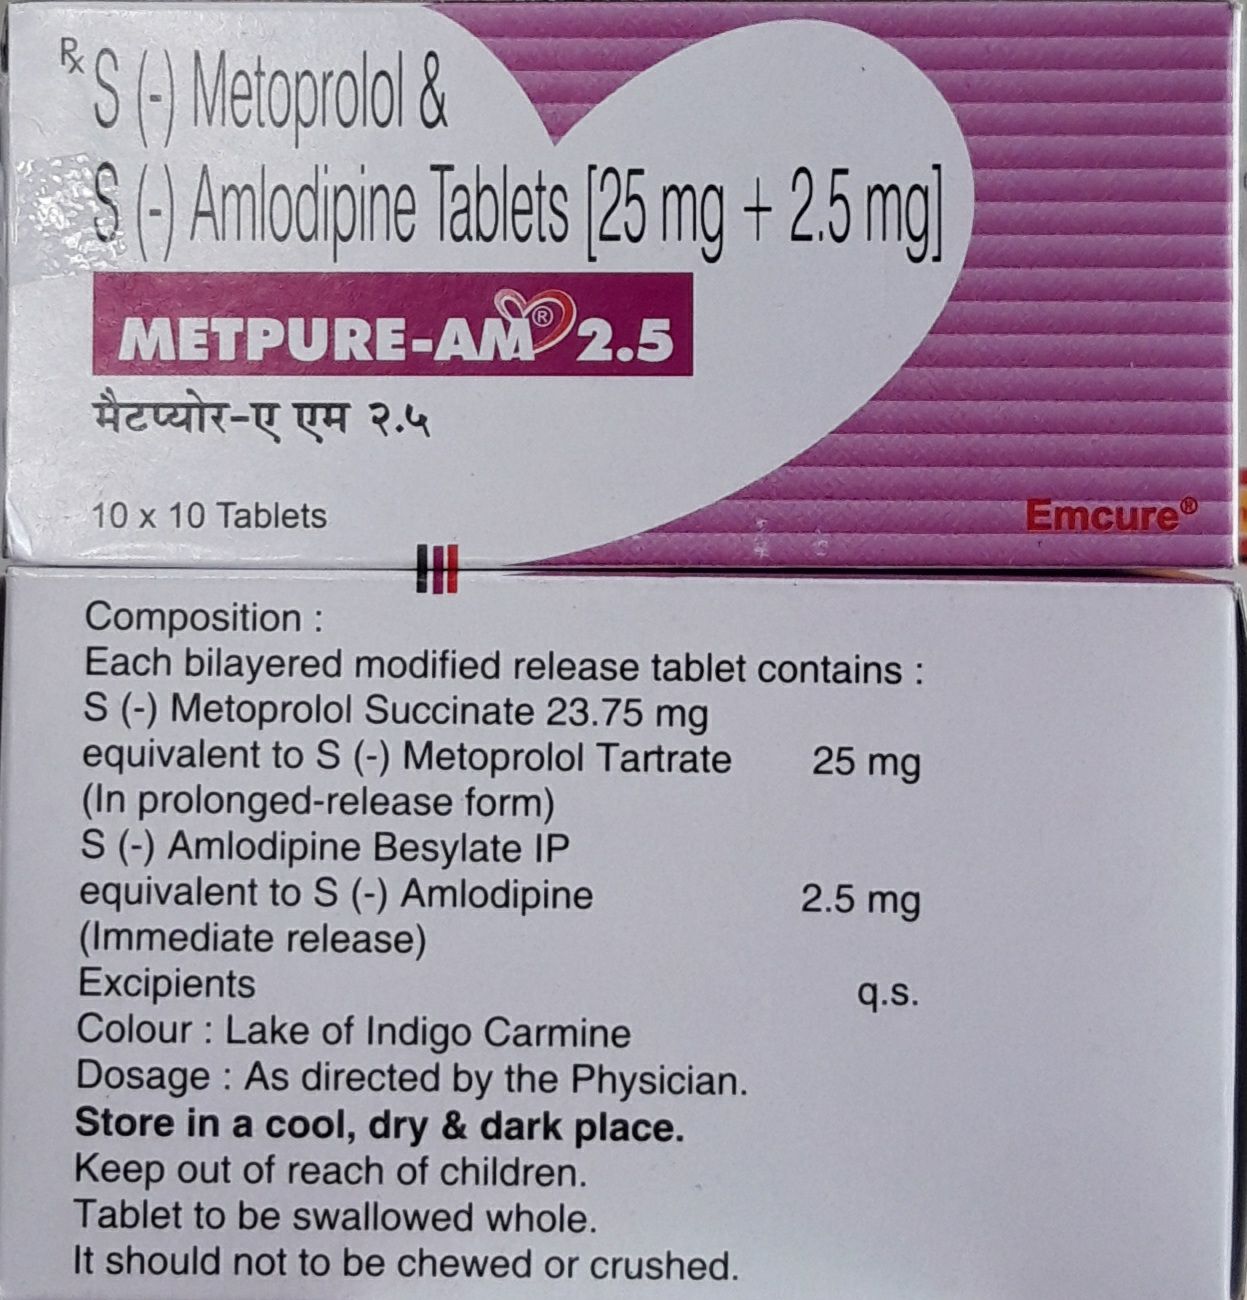 Rx S (-) Metoprolol &
S (-) Amlodipine Tablets [25 mg + 2.5 mg]
METPURE-AM® 2.5
मैटप्योर-ए एम २.५
10 x 10 Tablets
Emcure®
Composition :
Each bilayered modified release tablet contains :
S (-) Metoprolol Succinate 23.75 mg
equivalent to S (-) Metoprolol Tartrate 25 mg
(In prolonged-release form)
S (-) Amlodipine Besylate IP
equivalent to S (-) Amlodipine 2.5 mg
(Immediate release)
Excipients q.s.
Colour : Lake of Indigo Carmine
Dosage : As directed by the Physician.
Store in a cool, dry & dark place.
Keep out of reach of children.
Tablet to be swallowed whole.
It should not to be chewed or crushed.